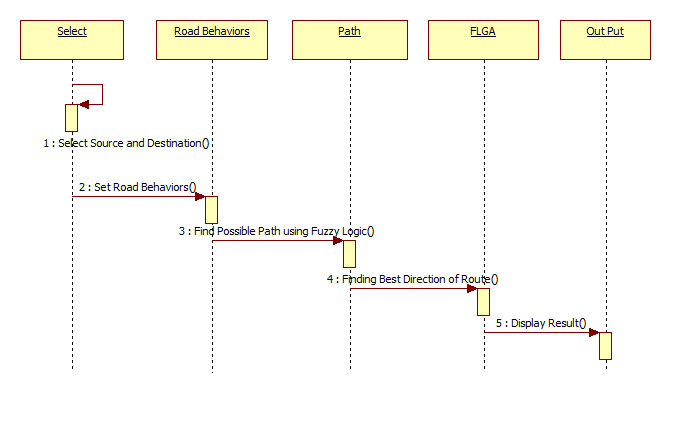 Select
Road Behaviors
Path
FLGA
Out Put
1 : Select Source and Destination()
2 : Set Road Behaviors()
3 : Find Possible Path using Fuzzy Logic()
4 : Finding Best Direction of Route()
5 : Display Result()